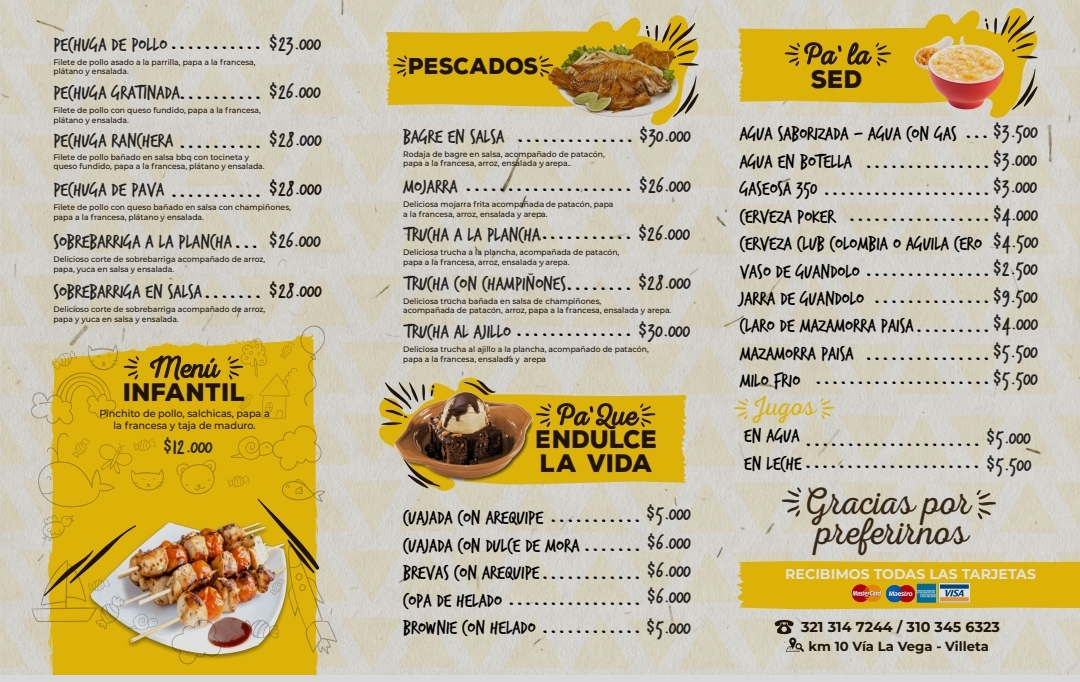 PECHUGA DE POLLO .......... $23.000
Filete de pollo asado a la parrilla, papa a la francesa,
plátano y ensalada.
PECHUGA GRATINADA.......... $26.000
Filete de pollo con queso fundido, papa a la francesa,
plátano y ensalada.
PECHUGA RANCHERA .......... $28.000
Filete de pollo bañado en salsa bbq con tocineta y
queso fundido, papa a la francesa, plátano y ensalada.
PECHUGA DE PAVA .......... $28.000
Filete de pollo con queso bañado en salsa con champiñones,
papa a la francesa, plátano y ensalada.
SOBREBARRIGA A LA PLANCHA ... $26.000
Delicioso corte de sobrebarriga acompañado de arroz,
papa, yuca en salsa y ensalada.
SOBREBARRIGA EN SALSA....... $28.000
Delicioso corte de sobrebarriga acompañado de arroz,
papa y yuca en salsa y ensalada.
Menú
INFANTIL
Pinchito de pollo, salchicas, papa a
la francesa y taja de maduro.
$12.000
PESCADOS
BAGRE EN SALSA .............. $30.000
Rodaja de bagre en salsa, acompañado de patacón,
papa a la francesa, arroz, ensalada y arepa..
MOJARRA .................... $26.000
Deliciosa mojarra frita acompañada de patacón, papa
a la francesa, arroz, ensalada y arepa.
TRUCHA A LA PLANCHA........... $26.000
Deliciosa trucha a la plancha, acompañada de patacón,
papa a la francesa, arroz, ensalada y arepa.
TRUCHA CON CHAMPIÑONES........ $28.000
Deliciosa trucha bañada en salsa de champiñones,
acompañada de patacón, arroz, papa a la francesa, ensalada y arepa.
TRUCHA AL AJILLO .............. $30.000
Deliciosa trucha al ajillo a la plancha, acompañado de patacón,
papa a la francesa, ensalada y arepa
Pa'Que
ENDULCE
LA VIDA
CUAJADA CON AREQUIPE .......... $5.000
CUAJADA CON DULCE DE MORA ...... $6.000
BREVAS CON AREQUIPE........... $6.000
COPA DE HELADO ............... $6.000
BROWNIE CON HELADO ........... $5.000
Pa' la
SED
AGUA SABORIZADA - AGUA CON GAS ... $3.500
AGUA EN BOTELLA .............. $3.000
GASEOSA 350 ................... $3.000
CERVEZA POKER ................ $4.000
CERVEZA CLUB COLOMBIA O AGUILA CERO $4.500
VASO DE GUANDOLO .............. $2.500
JARRA DE GUANDOLO ............. $9.500
CLARO DE MAZAMORRA PAISA......... $4.000
MAZAMORRA PAISA .............. $5.500
MILO FRIO .................... $5.500
Jugos
EN AGUA ..................... $5.000
EN LECHE..................... $5.500
Gracias por
preferirnos
RECIBIMOS TODAS LAS TARJETAS
MasterCard Maestro AMERICAN EXPRESS VISA
321 314 7244 / 310 345 6323
km 10 Vía La Vega - Villeta